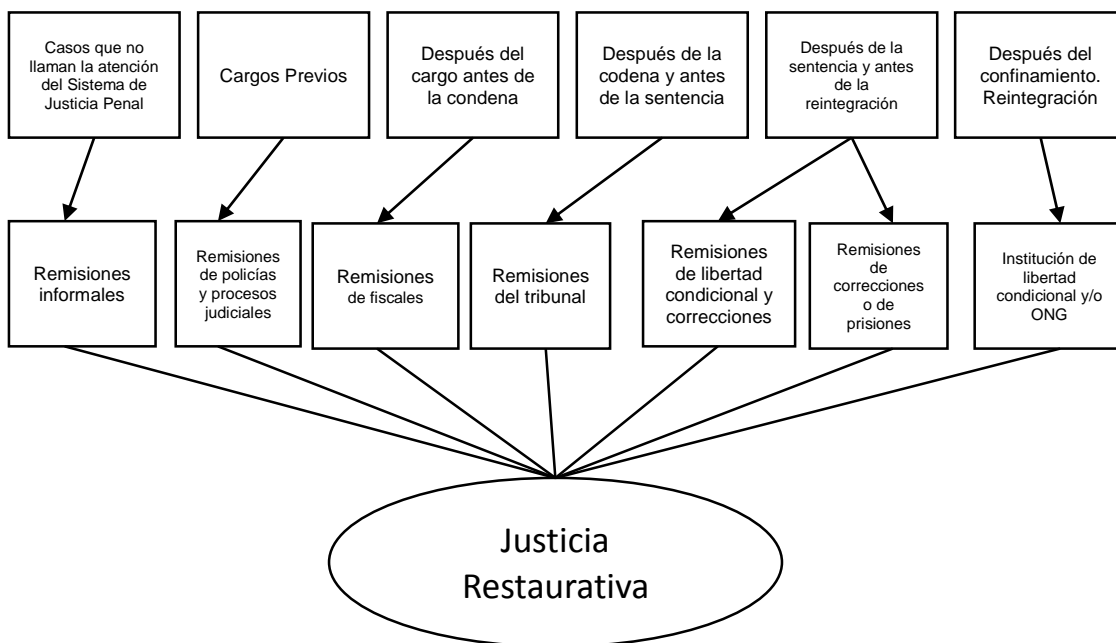 Casos que no
llaman la atención
del Sistema de
Justicia Penal
Cargos Previos
Después del
cargo antes de
la condena
Después de la
codena y antes
de la sentencia
Después de la
sentencia y antes
de la
reintegración
Después del
confinamiento.
Reintegración
Remisiones
informales
Remisiones
de policías
y procesos
judiciales
Remisiones
de fiscales
Remisiones
del tribunal
Remisiones
de libertad
condicional y
correcciones
Remisiones
de
correcciones
o de
prisiones
Institución de
libertad
condicional y/o
ONG
Justicia
Restaurativa